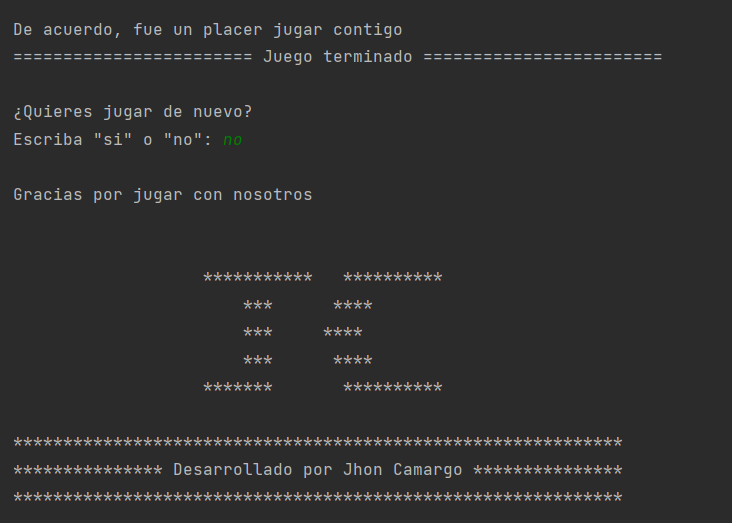 De acuerdo, fue un placer jugar contigo
======================== Juego terminado ========================
¿Quieres jugar de nuevo?
Escriba "si" o "no": no
Gracias por jugar con nosotros
                   ***********   **********
                       ***      ****
                       ***     ****
                       ***      ****
                   *******       **********
*************************************************************
*************** Desarrollado por Jhon Camargo ***************
*************************************************************